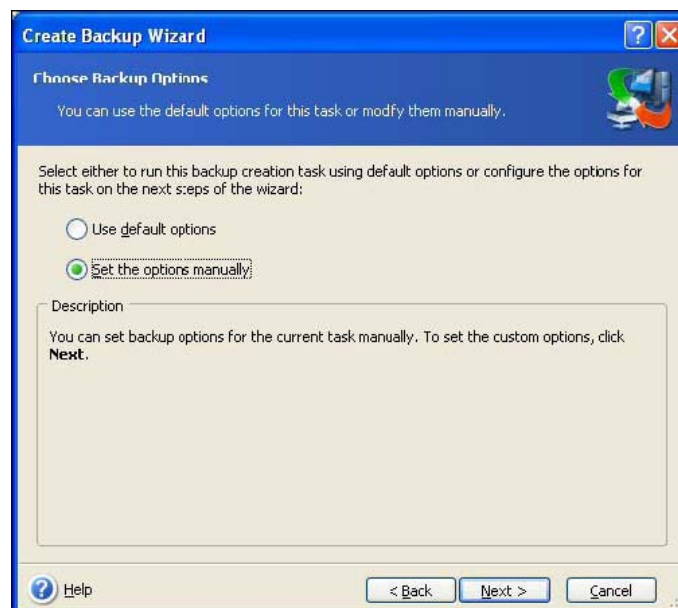 Create Backup Wizard
Choose Backup Options
You can use the default options for this task or modfy them manually.
Select either to run this backup creation task using default options or configure the options for
this task on the next steps of the wizard:
Use default options
Set the options manually
Description
You can set backup options for the current task manually. To set the custom options, click
Next.
Help
< Back
Next >
Cancel